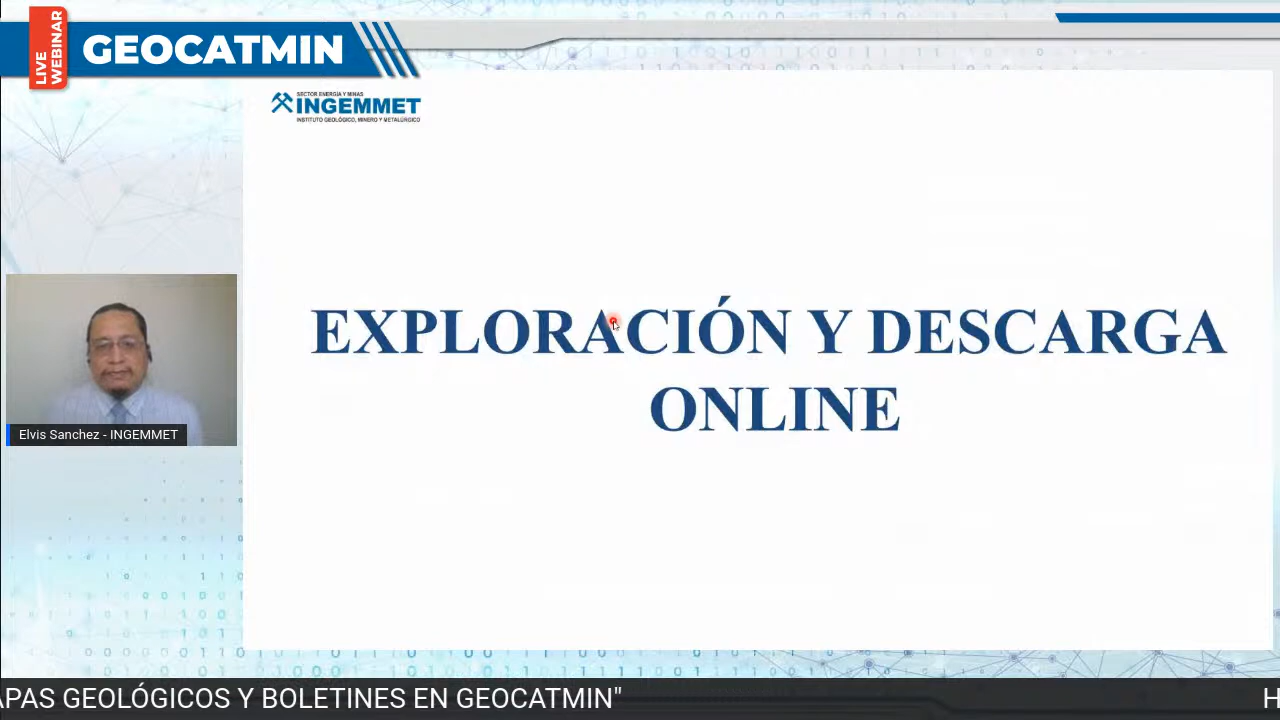 LIVE
WEBINAR
GEOCATMIN
SECTOR ENERGÍA Y MINAS
INGEMMET
INSTITUTO GEOLÓGICO, MINERO Y METALÚRGICO
EXPLORACIÓN Y DESCARGA
ONLINE
Elvis Sanchez - INGEMMET
APAS GEOLÓGICOS Y BOLETINES EN GEOCATMIN" H